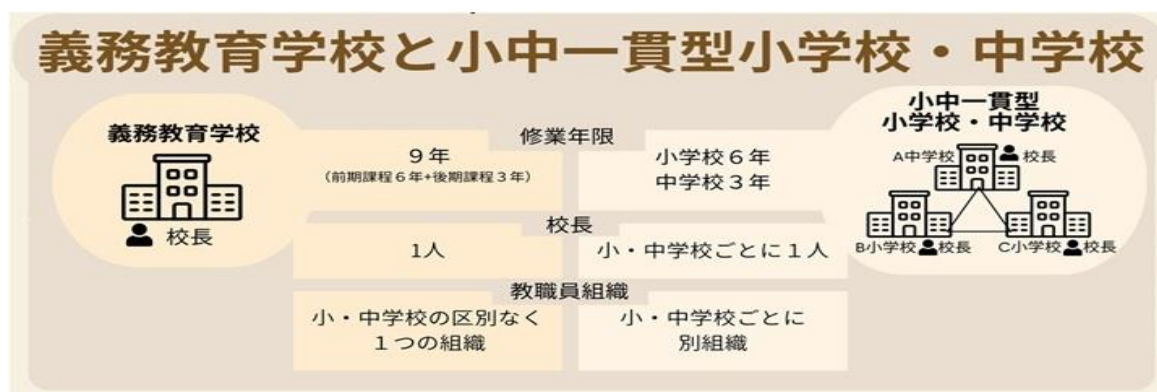 義務教育学校と小中一貫型小学校・中学校
義務教育学校
校長
小中一貫型
小学校・中学校
A中学校
校長
B小学校
校長
C小学校
校長
修業年限
9年
(前期課程6年+後期課程3年)
小学校6年
中学校3年
校長
1人
小・中学校ごとに1人
教職員組織
小・中学校の区別なく
1つの組織
小・中学校ごとに
別組織